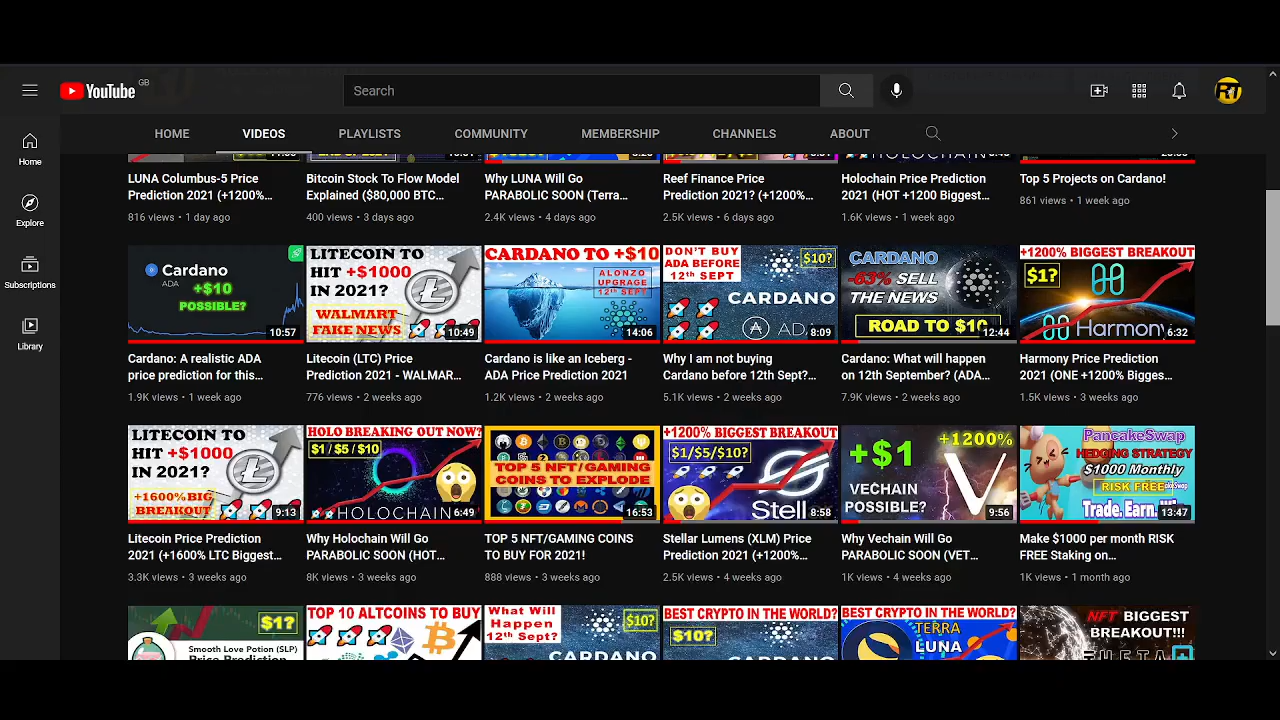 YouTube GB
Search
HOME VIDEOS PLAYLISTS COMMUNITY MEMBERSHIP CHANNELS ABOUT
Home
Explore
Subscriptions
Library
LUNA Columbus-5 Price
Prediction 2021 (+1200%...
816 views • 1 day ago
Bitcoin Stock To Flow Model
Explained ($80,000 BTC...
400 views • 3 days ago
Why LUNA Will Go
PARABOLIC SOON (Terra...
2.4K views • 4 days ago
Reef Finance Price
Prediction 2021? (+1200%...
2.5K views • 6 days ago
HOLOCHAIN
Holochain Price Prediction
2021 (HOT +1200 Biggest...
1.6K views • 1 week ago
Top 5 Projects on Cardano!
861 views • 1 week ago
Cardano
ADA
+$10
POSSIBLE?
10:57
Cardano: A realistic ADA
price prediction for this...
1.9K views • 1 week ago
LITECOIN TO
HIT +$1000
IN 2021?
WALMART
FAKE NEWS
10:49
Litecoin (LTC) Price
Prediction 2021 - WALMAR...
776 views • 2 weeks ago
CARDANO TO +$10
ALONZO
UPGRAGE
12TH SEPT
14:06
Cardano is like an Iceberg -
ADA Price Prediction 2021
1.2K views • 2 weeks ago
DON'T BUY
ADA BEFORE
12th SEPT
$10?
CARDANO
8:09
Why I am not buying
Cardano before 12th Sept?...
5.1K views • 2 weeks ago
CARDANO
-63% SELL
THE NEWS
ROAD TO $10
12:44
Cardano: What will happen
on 12th September? (ADA...
7.9K views • 2 weeks ago
+1200% BIGGEST BREAKOUT
$1?
Harmony
6:32
Harmony Price Prediction
2021 (ONE +1200% Bigges...
1.5K views • 3 weeks ago
LITECOIN TO
HIT +$1000
IN 2021?
+1600%BIG
BREAKOUT
9:13
Litecoin Price Prediction
2021 (+1600% LTC Biggest...
3.3K views • 3 weeks ago
HOLO BREAKING OUT NOW?
$1 / $5 / $10
HOLOCHAIN
6:49
Why Holochain Will Go
PARABOLIC SOON (HOT...
8K views • 3 weeks ago
TOP 5 NFT/GAMING
COINS TO EXPLODE
16:53
TOP 5 NFT/GAMING COINS
TO BUY FOR 2021!
888 views • 3 weeks ago
+1200% BIGGEST BREAKOUT
$1/$5/$10?
Stell
8:58
Stellar Lumens (XLM) Price
Prediction 2021 (+1200%...
2.5K views • 4 weeks ago
+$1
+1200%
VECHAIN
POSSIBLE?
9:56
Why Vechain Will Go
PARABOLIC SOON (VET...
1K views • 4 weeks ago
PancakeSwap
HEDGING STRATEGY
$1000 Monthly
RISK FREE
Trade. Earn.
13:47
Make $1000 per month RISK
FREE Staking on...
1K views • 1 month ago
$1?
Smooth Love Potion (SLP)
Price Prediction
TOP 10 ALTCOINS TO BUY
What Will
Happen
12th Sept?
$10?
CARDANO
BEST CRYPTO IN THE WORLD?
$10?
CARDANO
BEST CRYPTO IN THE WORLD?
TERRA
LUNA
NFT BIGGEST
BREAKOUT!!!
THETA